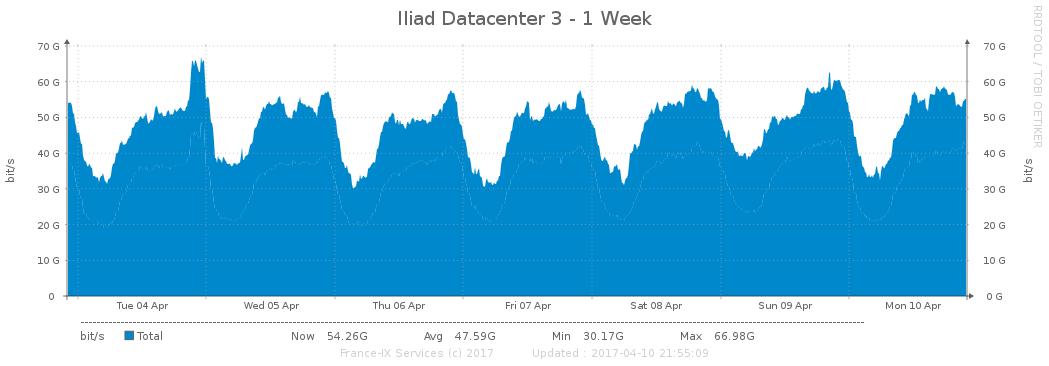 Iliad Datacenter 3 - 1 Week
RRDTOOL / TOBI OETIKER
70 G 70 G
60 G 60 G
50 G 50 G
40 G 40 G
30 G 30 G
20 G 20 G
10 G 10 G
0 0 G
bit/s
bit/s
Tue 04 Apr Wed 05 Apr Thu 06 Apr Fri 07 Apr Sat 08 Apr Sun 09 Apr Mon 10 Apr
bit/s Total Now 54.26G Avg 47.59G Min 30.17G Max 66.98G
France-IX Services (c) 2017 Updated : 2017-04-10 21:55:09